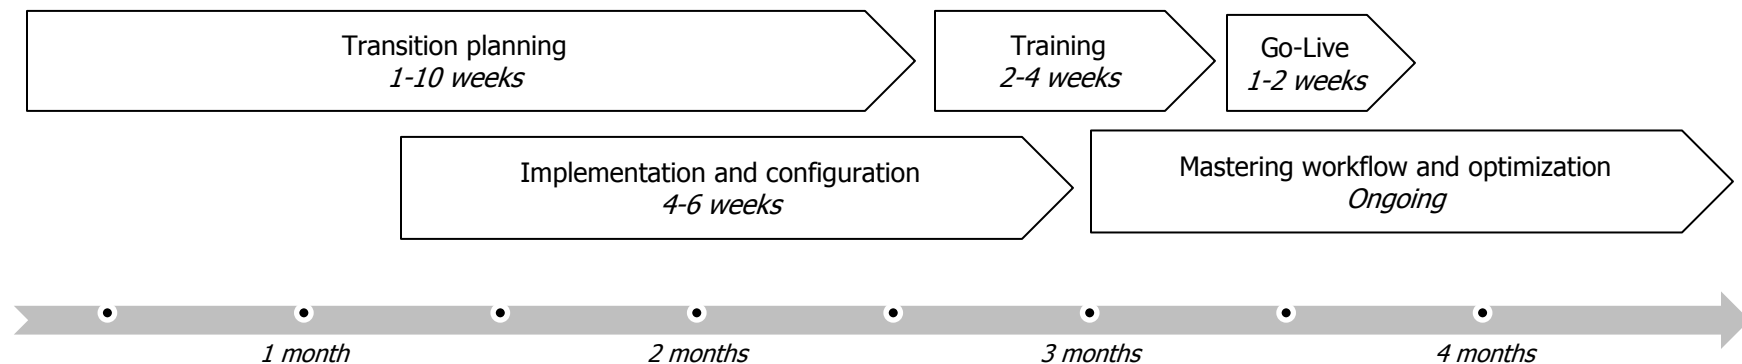 Transition planning
1-10 weeks
Training
2-4 weeks
Go-Live
1-2 weeks
Implementation and configuration
4-6 weeks
Mastering workflow and optimization
Ongoing
1 month
2 months
3 months
4 months